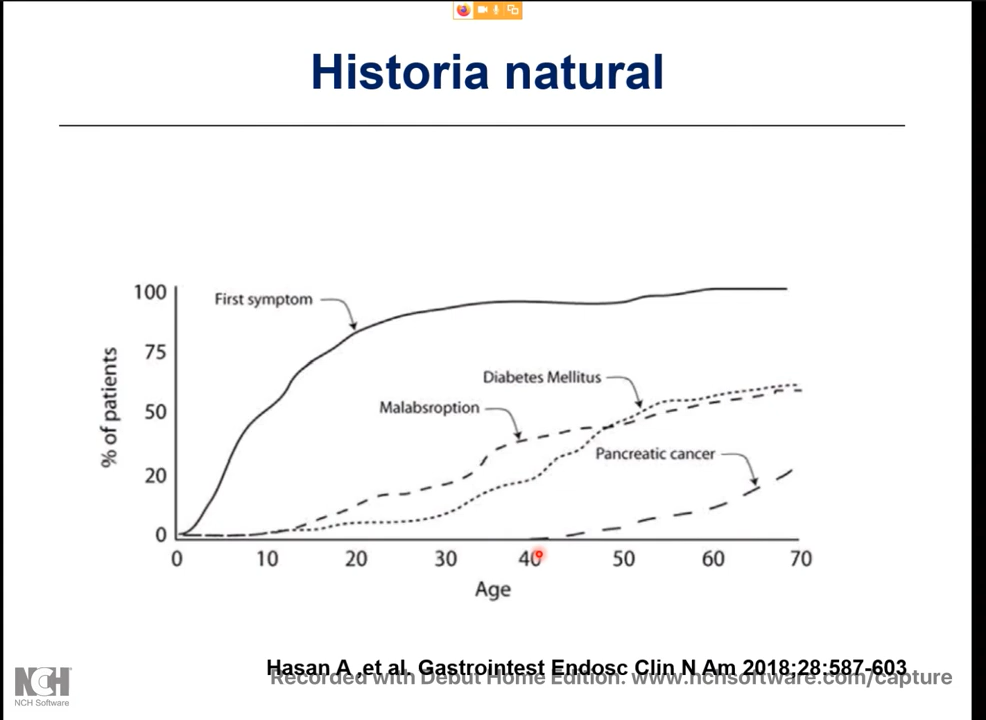 Historia natural
100
First symptom
75
% of patients
Diabetes Mellitus
50
Malabsroption
Pancreatic cancer
20
0
0 10 20 30 40 50 60 70
Age
Hasan A ,et al. Gastrointest Endosc Clin N Am 2018;28:587-603
Recorded with Debut Home Edition: www.nchsoftware.com/capture
NCH
NCH Software